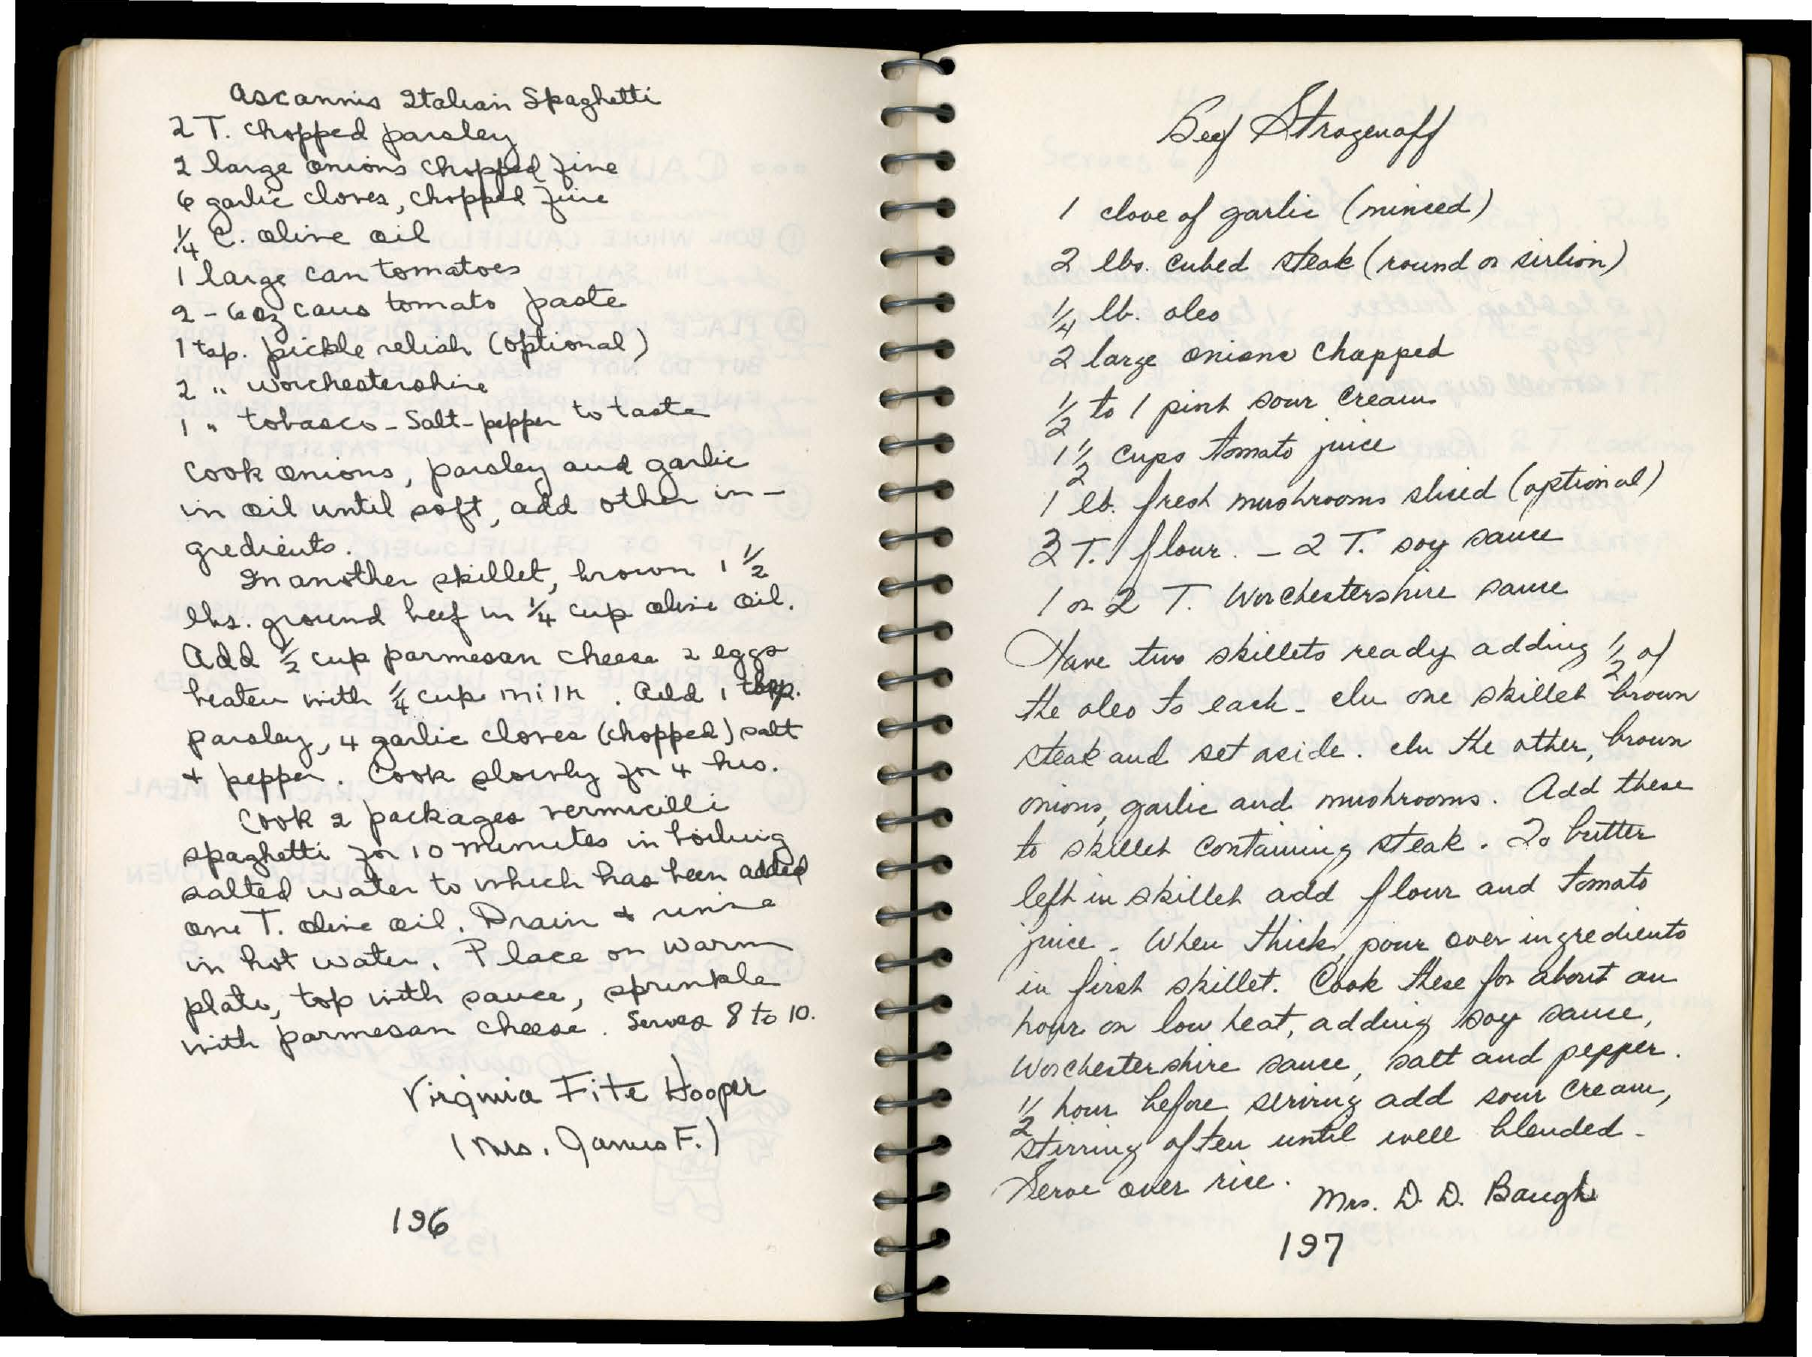 Ascannis Italian Spaghetti
2 T. chopped parsley
2 large onions chopped fine
6 garlic cloves, chopped fine
1/4 C. olive oil
1 large can tomatoes
2 - 6 oz cans tomato paste
1 tsp. pickle relish (optional)
2 " worchestershire
1 " tobasco - Salt - pepper to taste
Cook onions, parsley and garlic
in oil until soft, add other in-
gredients.
In another skillet, brown 1 1/2
lbs. ground beef in 1/4 cup olive oil.
Add 1/2 cup parmesan cheese 2 eggs
beaten with 1/4 cup milk. Add 1 tbsp.
parsley, 4 garlic cloves (chopped) salt
+ pepper. Cook slowly for 4 hrs.
Cook 2 packages vermicilli
spaghetti for 10 minutes in boiling
salted water to which has been added
one T. olive oil. Drain + rinse
in hot water. Place on warm
plate, top with sauce, sprinkle
with parmesan cheese. Serves 8 to 10.
Virginia Fite Hooper
(Mrs. James F.)
196
Beef Strogenoff
1 clove of garlic (minced)
2 lbs. cubed steak (round or sirlion)
1/4 lb. oleo
2 large onions chopped
1/2 to 1 pint sour cream
1 1/2 cups tomato juice
1 lb. fresh mushrooms sliced (optional)
3 T. flour. - 2 T. soy sauce
1 or 2 T. Worchestershire sauce
Have two skillets ready adding 1/2 of
the oleo to each. In one skillet brown
steak and set aside. In the other, brown
onions, garlic and mushrooms. Add these
to skillet containing steak. To butter
left in skillet add flour and tomato
juice. When thick, pour over ingredients
in first skillet. Cook these for about an
hour on low heat, adding soy sauce,
Worchestershire sauce, salt and pepper.
1/2 hour before serving add sour cream,
stirring often until well blended.
Serve over rice. Mrs. D. D. Baugh
197